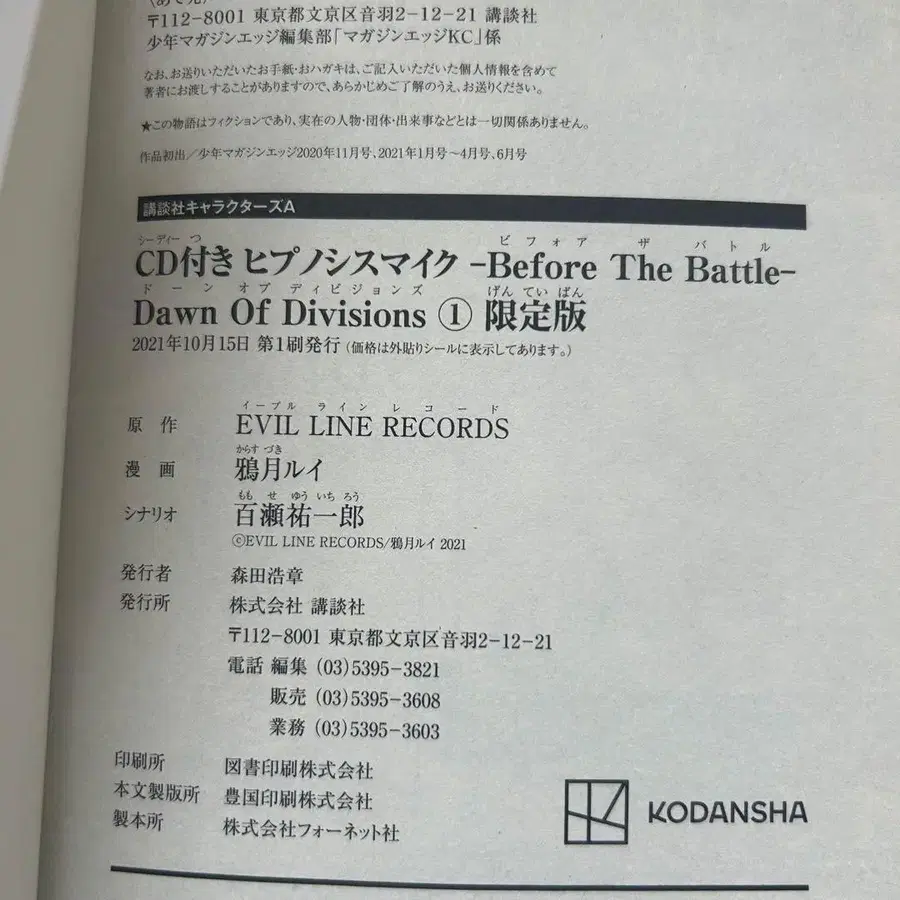 〒112-8001 東京都文京区音羽2-12-21 講談社
少年マガジンエッジ編集部「マガジンエッジKC」係
なお、お送りいただいたお手紙・おハガキは、ご記入いただいた個人情報を含めて
著者にお渡しすることがありますので、あらかじめご了解のうえ、お送りください。
★この物語はフィクションであり、実在の人物・団体・出来事などとは一切関係ありません。
作品初出/少年マガジンエッジ2020年11月号、2021年1月号〜4月号、6月号
講談社キャラクターズA
シーディー つ ビフォア ザ バトル
CD付き ヒプノシスマイク -Before The Battle-
ドーン オブ ディビジョンズ げん てい ばん
Dawn Of Divisions ① 限定版
2021年10月15日 第1刷発行 (価格は外貼りシールに表示してあります。)
イーブル ライン レコード
原作 EVIL LINE RECORDS
からす づき
漫画 鴉月ルイ
もも せ ゆう いち ろう
シナリオ 百瀬祐一郎
©EVIL LINE RECORDS/鴉月ルイ 2021
発行者 森田浩章
発行所 株式会社 講談社
〒112-8001 東京都文京区音羽2-12-21
電話 編集 (03)5395-3821
販売 (03)5395-3608
業務 (03)5395-3603
印刷所 図書印刷株式会社
本文製版所 豊国印刷株式会社
製本所 株式会社フォーネット社
KODANSHA